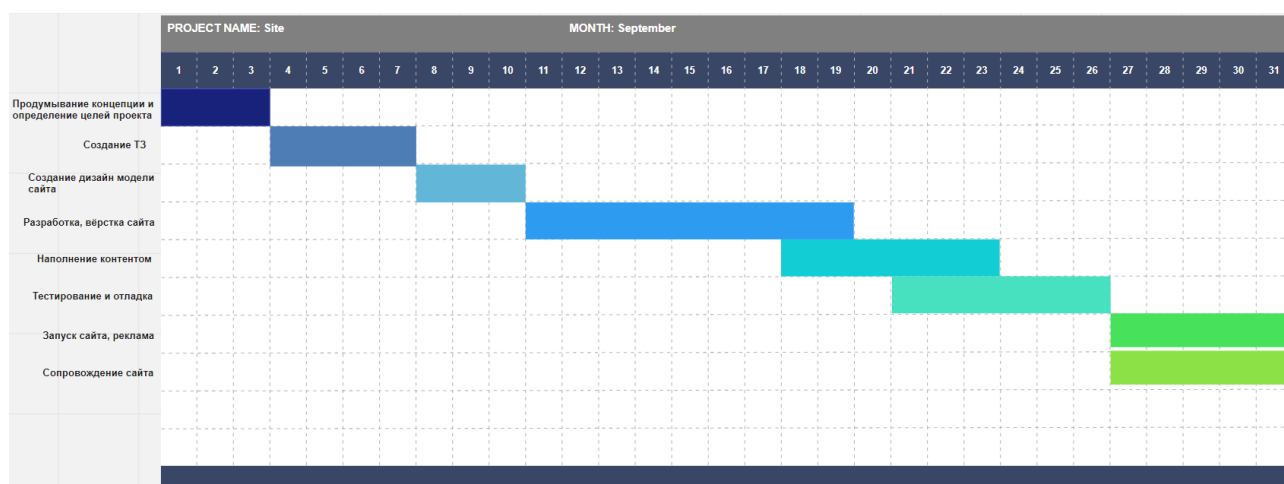 PROJECT NAME: Site MONTH: September
1 2 3 4 5 6 7 8 9 10 11 12 13 14 15 16 17 18 19 20 21 22 23 24 25 26 27 28 29 30 31
Продумывание концепции и
определение целей проекта
Создание ТЗ
Создание дизайн модели
сайта
Разработка, вёрстка сайта
Наполнение контентом
Тестирование и отладка
Запуск сайта, реклама
Сопровождение сайта